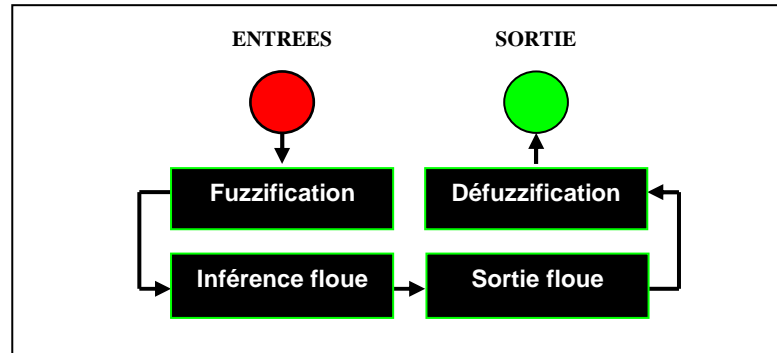 ENTREES
SORTIE
Fuzzification
Défuzzification
Inférence floue
Sortie floue